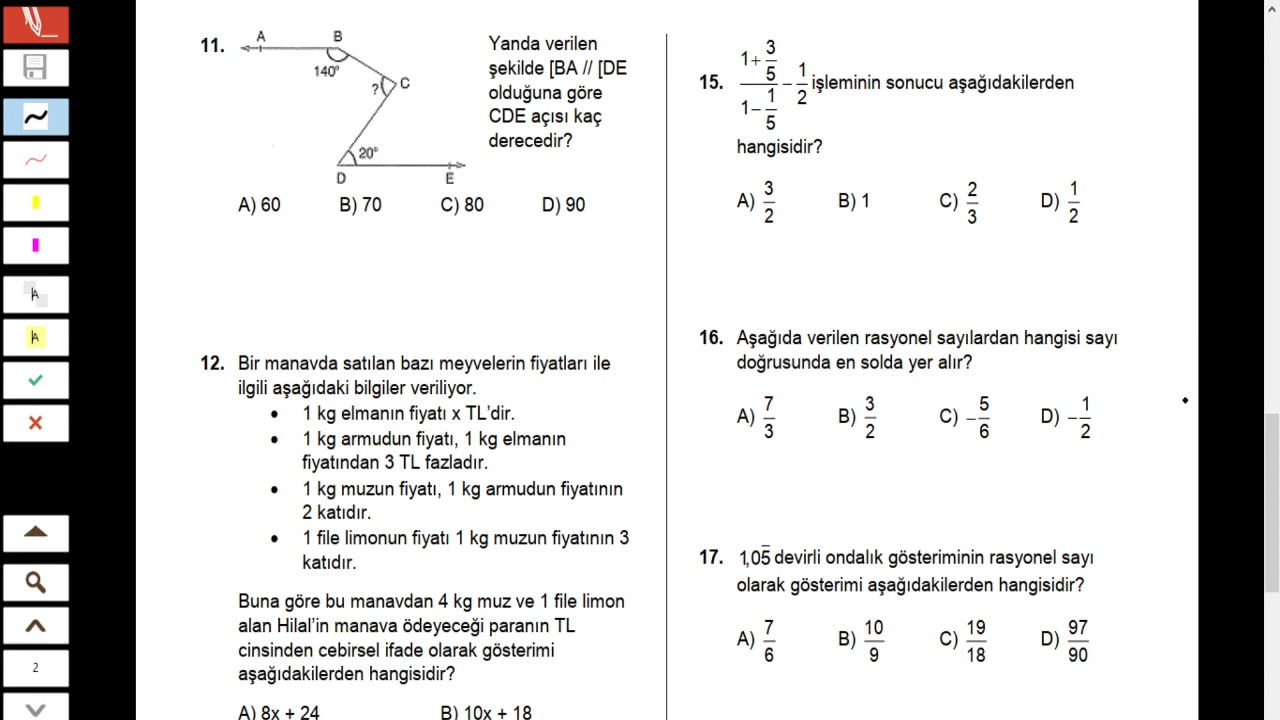 11.
A
B
140°
?
C
20°
D
E
Yanda verilen
şekilde [BA // [DE
olduğuna göre
CDE açısı kaç
derecedir?
A) 60 B) 70 C) 80 D) 90
12. Bir manavda satılan bazı meyvelerin fiyatları ile
ilgili aşağıdaki bilgiler veriliyor.
• 1 kg elmanın fiyatı x TL'dir.
• 1 kg armudun fiyatı, 1 kg elmanın
fiyatından 3 TL fazladır.
• 1 kg muzun fiyatı, 1 kg armudun fiyatının
2 katıdır.
• 1 file limonun fiyatı 1 kg muzun fiyatının 3
katıdır.
Buna göre bu manavdan 4 kg muz ve 1 file limon
alan Hilal'in manava ödeyeceği paranın TL
cinsinden cebirsel ifade olarak gösterimi
aşağıdakilerden hangisidir?
A) 8x + 24 B) 10x + 18
15. (1+3/5)/(1−1/5) − 1/2 işleminin sonucu aşağıdakilerden
hangisidir?
A) 3/2 B) 1 C) 2/3 D) 1/2
16. Aşağıda verilen rasyonel sayılardan hangisi sayı
doğrusunda en solda yer alır?
A) 7/3 B) 3/2 C) −5/6 D) −1/2
17. 1,05̅ devirli ondalık gösteriminin rasyonel sayı
olarak gösterimi aşağıdakilerden hangisidir?
A) 7/6 B) 10/9 C) 19/18 D) 97/90
A
A
2